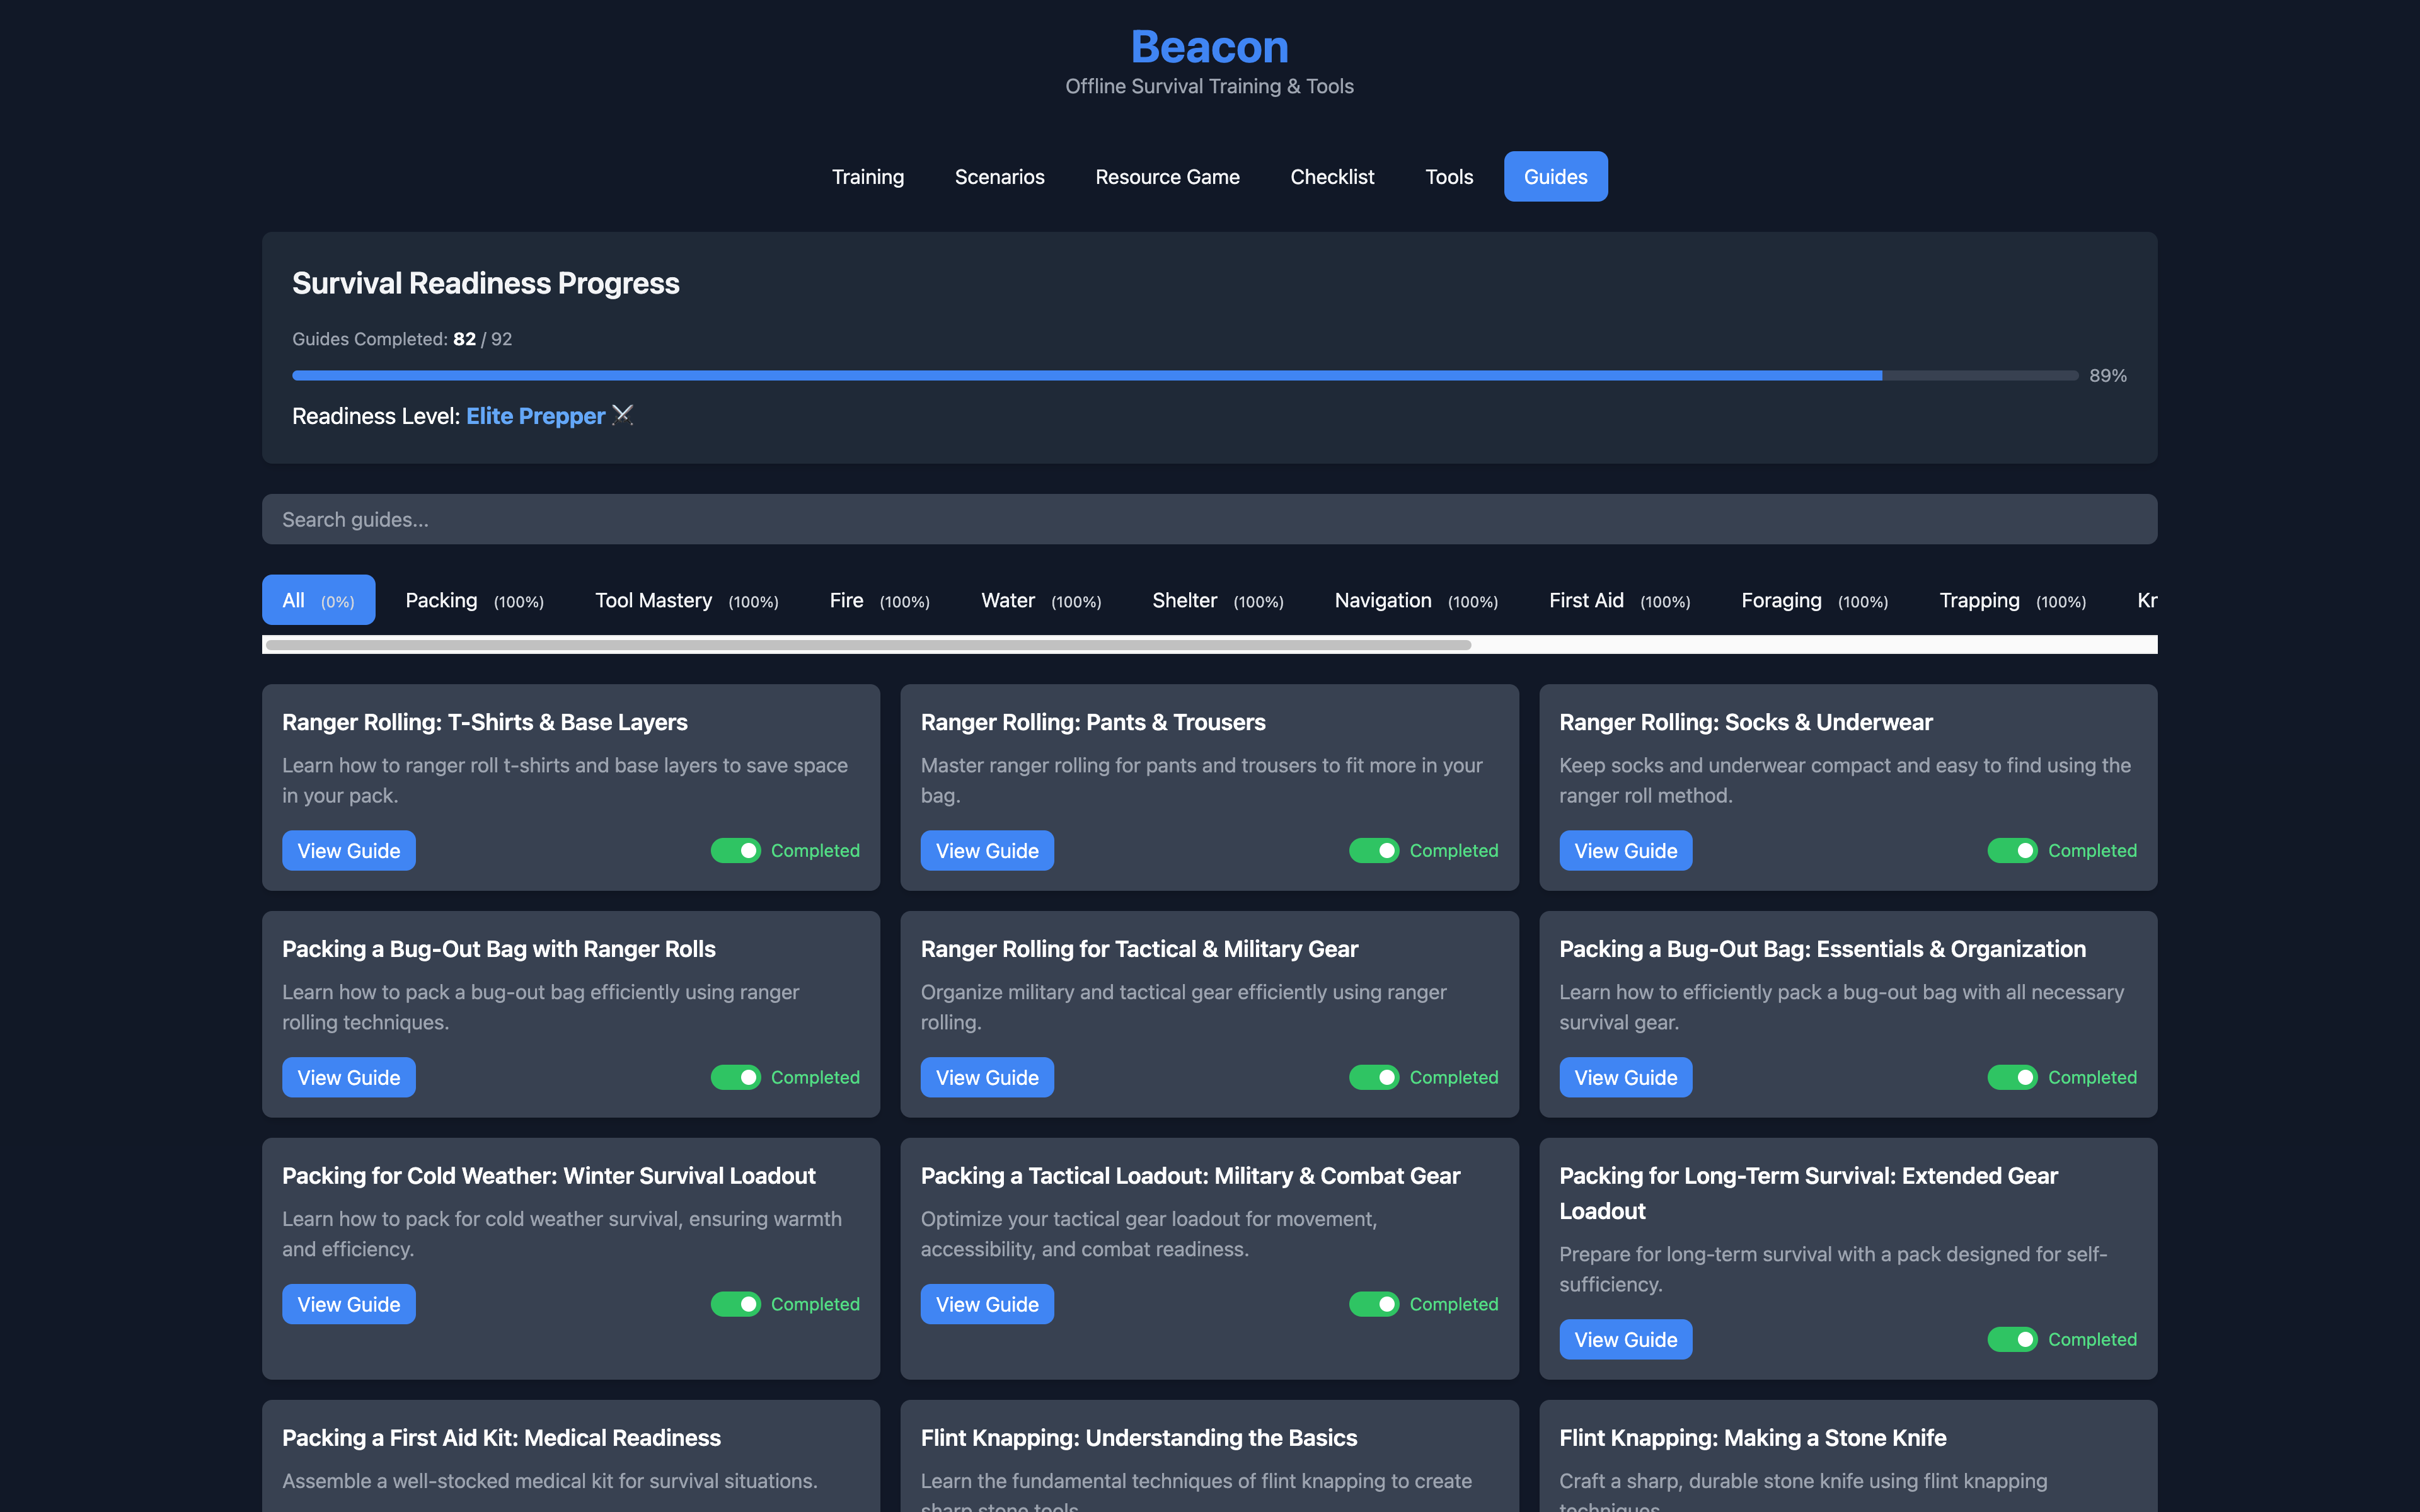 Beacon
Offline Survival Training & Tools
Training Scenarios Resource Game Checklist Tools Guides
Survival Readiness Progress
Guides Completed: 82 / 92
89%
Readiness Level: Elite Prepper ⚔️
Search guides...
All (0%) Packing (100%) Tool Mastery (100%) Fire (100%) Water (100%) Shelter (100%) Navigation (100%) First Aid (100%) Foraging (100%) Trapping (100%) Kr
Ranger Rolling: T-Shirts & Base Layers
Learn how to ranger roll t-shirts and base layers to save space
in your pack.
View Guide Completed
Ranger Rolling: Pants & Trousers
Master ranger rolling for pants and trousers to fit more in your
bag.
View Guide Completed
Ranger Rolling: Socks & Underwear
Keep socks and underwear compact and easy to find using the
ranger roll method.
View Guide Completed
Packing a Bug-Out Bag with Ranger Rolls
Learn how to pack a bug-out bag efficiently using ranger
rolling techniques.
View Guide Completed
Ranger Rolling for Tactical & Military Gear
Organize military and tactical gear efficiently using ranger
rolling.
View Guide Completed
Packing a Bug-Out Bag: Essentials & Organization
Learn how to efficiently pack a bug-out bag with all necessary
survival gear.
View Guide Completed
Packing for Cold Weather: Winter Survival Loadout
Learn how to pack for cold weather survival, ensuring warmth
and efficiency.
View Guide Completed
Packing a Tactical Loadout: Military & Combat Gear
Optimize your tactical gear loadout for movement,
accessibility, and combat readiness.
View Guide Completed
Packing for Long-Term Survival: Extended Gear
Loadout
Prepare for long-term survival with a pack designed for self-
sufficiency.
View Guide Completed
Packing a First Aid Kit: Medical Readiness
Assemble a well-stocked medical kit for survival situations.
Flint Knapping: Understanding the Basics
Learn the fundamental techniques of flint knapping to create
sharp stone tools.
Flint Knapping: Making a Stone Knife
Craft a sharp, durable stone knife using flint knapping
techniques.